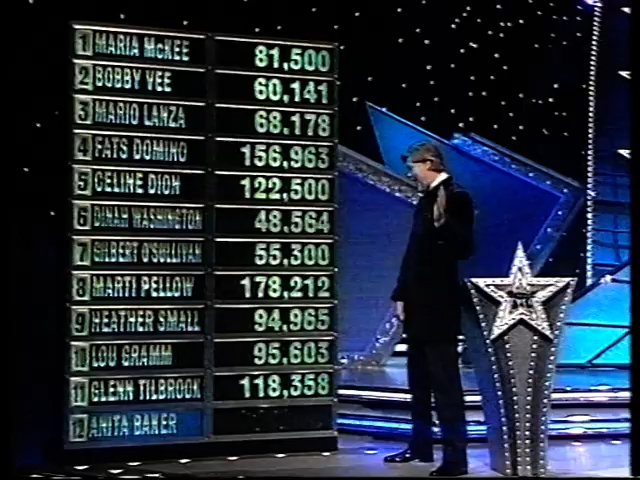 1 MARIA McKEE 81,500
2 BOBBY VEE 60,141
3 MARIO LANZA 68,178
4 FATS DOMINO 156,963
5 CELINE DION 122,500
6 DINAH WASHINGTON 48,564
7 GILBERT O'SULLIVAN 55,300
8 MARTI PELLOW 178,212
9 HEATHER SMALL 94,965
10 LOU GRAMM 95,603
11 GLENN TILBROOK 118,358
12 ANITA BAKER